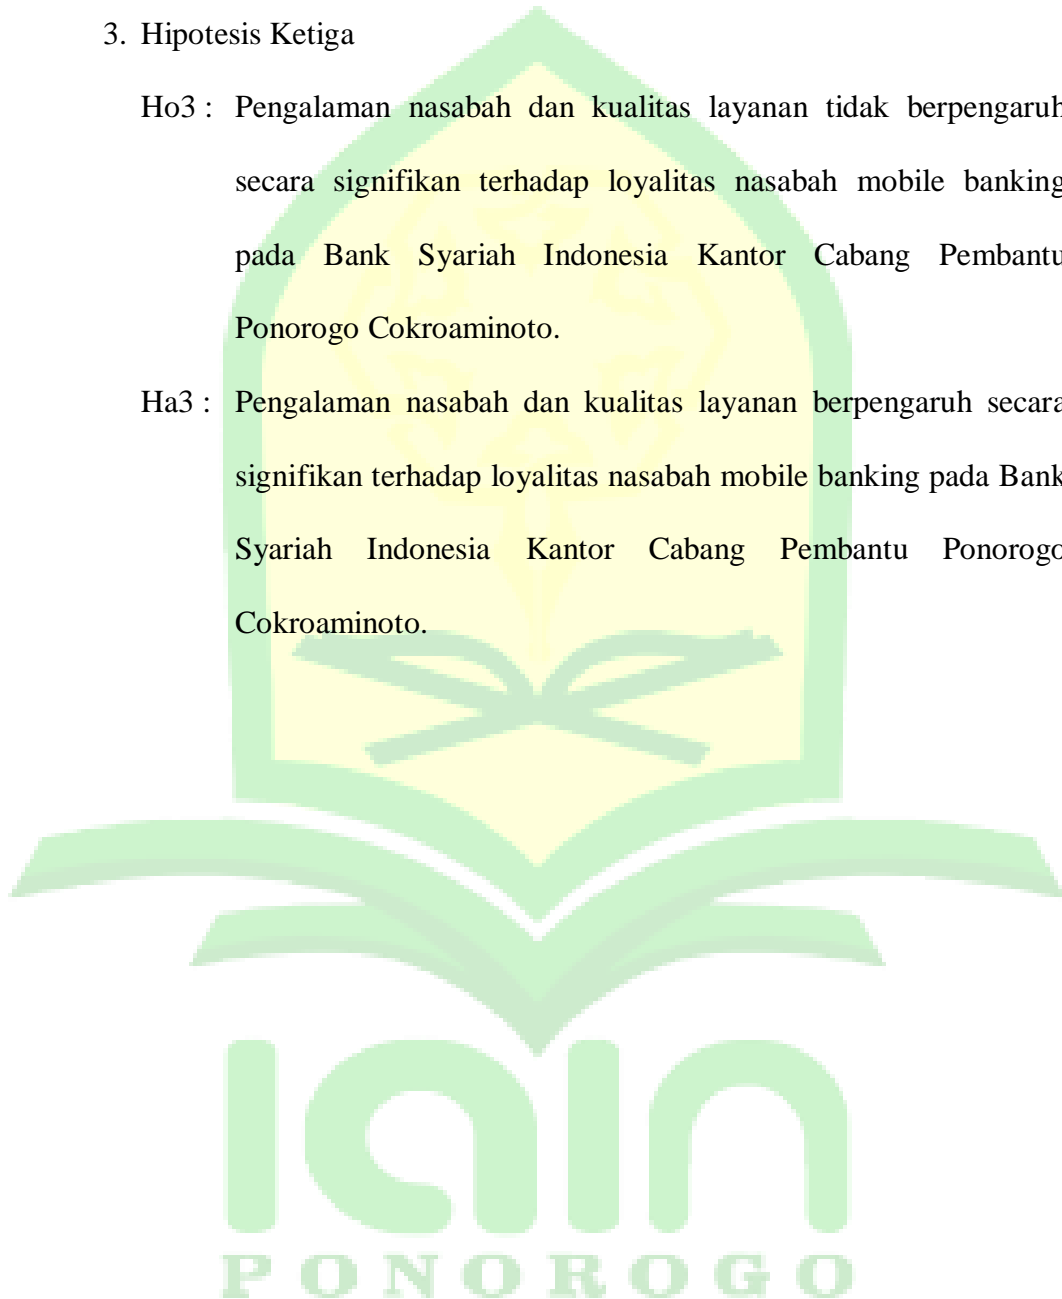 3. Hipotesis Ketiga
Ho3 : Pengalaman nasabah dan kualitas layanan tidak berpengaruh
secara signifikan terhadap loyalitas nasabah mobile banking
pada Bank Syariah Indonesia Kantor Cabang Pembantu
Ponorogo Cokroaminoto.
Ha3 : Pengalaman nasabah dan kualitas layanan berpengaruh secara
signifikan terhadap loyalitas nasabah mobile banking pada Bank
Syariah Indonesia Kantor Cabang Pembantu Ponorogo
Cokroaminoto.
iain
PONOROGO